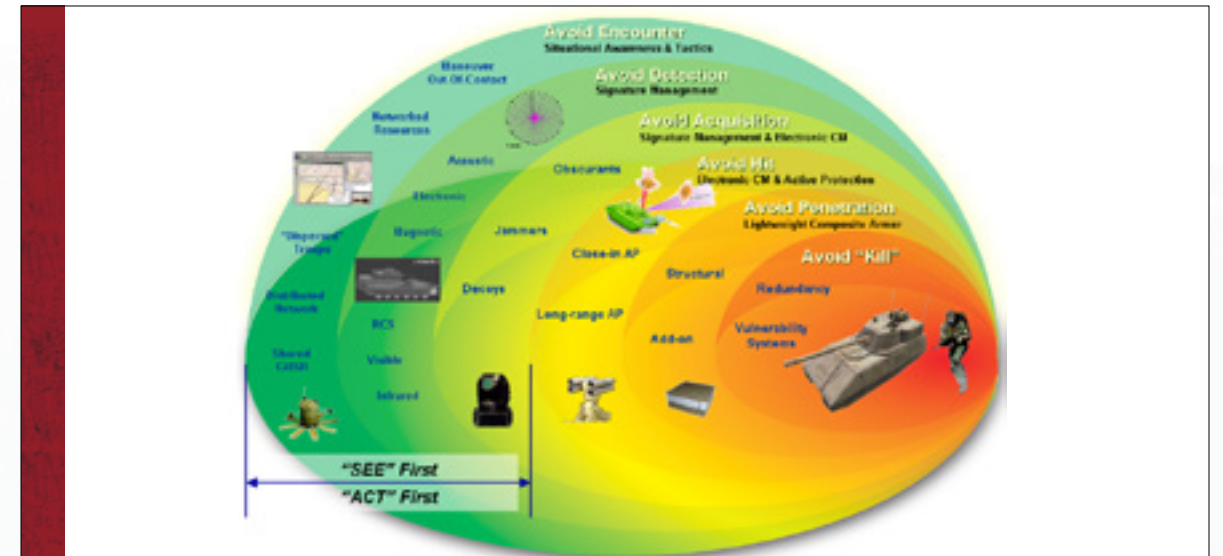 Avoid Encounter
Situational Awareness & Tactics
Maneuver
Out Of Contact
Avoid Detection
Signature Management
Networked
Resources
Avoid Acquisition
Signature Management & Electronic CM
Acoustic
Obscurants
Avoid Hit
Electronic CM & Active Protection
Electronic
Avoid Penetration
Lightweight Composite Armor
"Dispersed"
Troops
Magnetic
Jammers
Close-in AP
Avoid "Kill"
Structural
Redundancy
Decoys
Distributed
Network
Long-range AP
RCS
Add-on
Vulnerability
Systems
Shared
Visible
Infrared
"SEE" First
"ACT" First